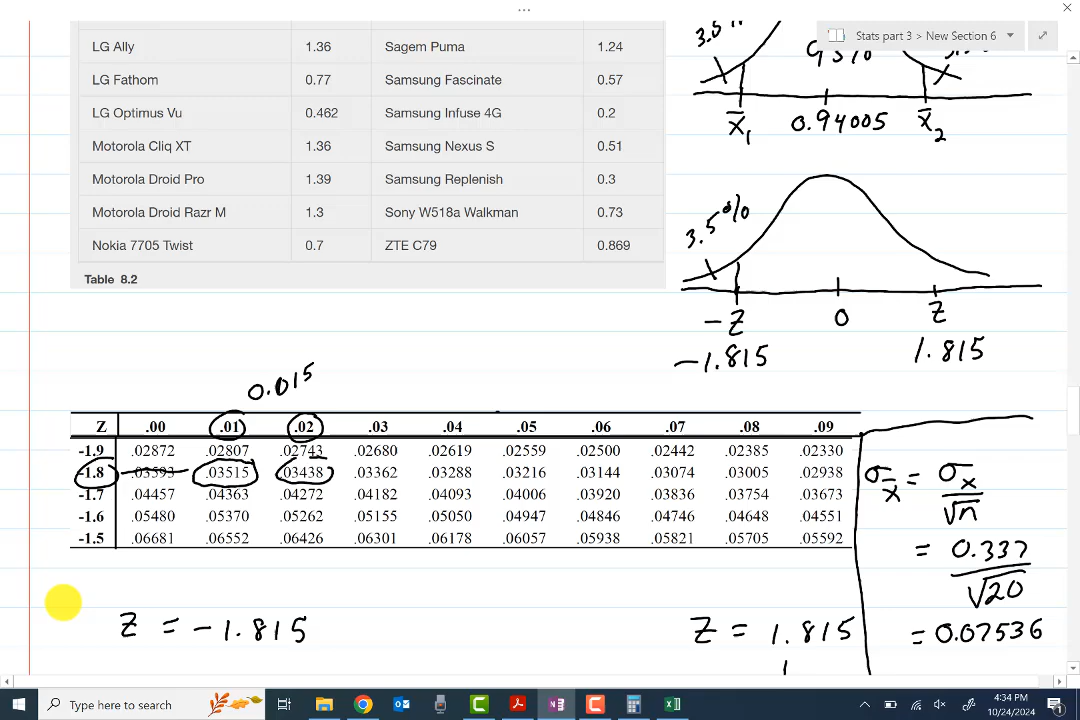 Stats part 3 > New Section 6
LG Ally 1.36 Sagem Puma 1.24
LG Fathom 0.77 Samsung Fascinate 0.57
LG Optimus Vu 0.462 Samsung Infuse 4G 0.2
Motorola Cliq XT 1.36 Samsung Nexus S 0.51
Motorola Droid Pro 1.39 Samsung Replenish 0.3
Motorola Droid Razr M 1.3 Sony W518a Walkman 0.73
Nokia 7705 Twist 0.7 ZTE C79 0.869
Table 8.2
x̄₁ 0.94005 x̄₂
3.5%
-Z 0 Z
-1.815 1.815
0.015
Z .00 .01 .02 .03 .04 .05 .06 .07 .08 .09
-1.9 .02872 .02807 .02743 .02680 .02619 .02559 .02500 .02442 .02385 .02330
-1.8 .03593 .03515 .03438 .03362 .03288 .03216 .03144 .03074 .03005 .02938
-1.7 .04457 .04363 .04272 .04182 .04093 .04006 .03920 .03836 .03754 .03673
-1.6 .05480 .05370 .05262 .05155 .05050 .04947 .04846 .04746 .04648 .04551
-1.5 .06681 .06552 .06426 .06301 .06178 .06057 .05938 .05821 .05705 .05592
σx̄ = σx / √n
= 0.337 / √20
= 0.07536
Z = -1.815 Z = 1.815
Type here to search
4:34 PM
10/24/2024